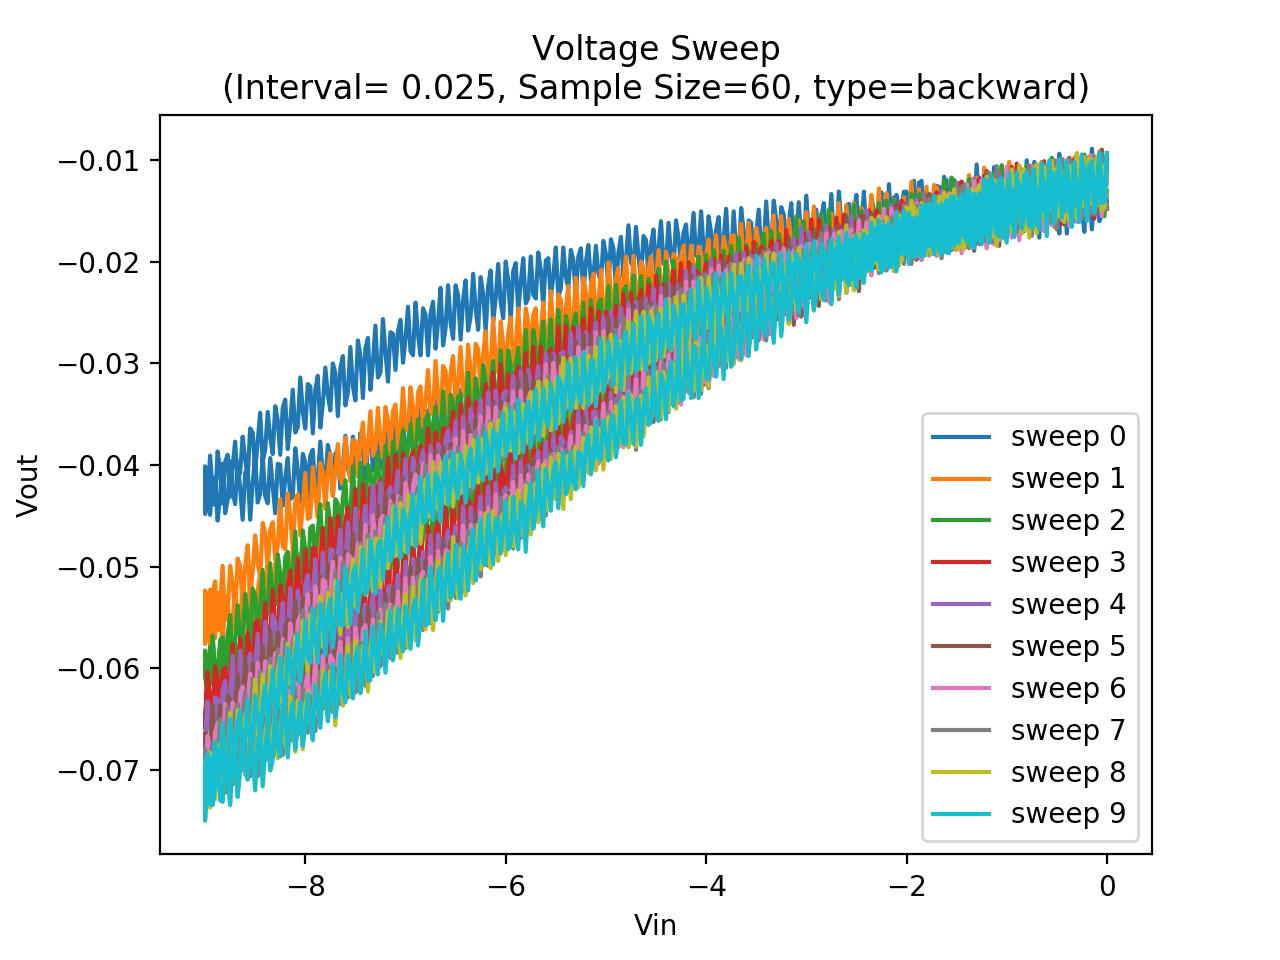 Voltage Sweep
(Interval= 0.025, Sample Size=60, type=backward)
−0.01
−0.02
−0.03
−0.04
−0.05
−0.06
−0.07
Vout
sweep 0
sweep 1
sweep 2
sweep 3
sweep 4
sweep 5
sweep 6
sweep 7
sweep 8
sweep 9
−8 −6 −4 −2 0
Vin